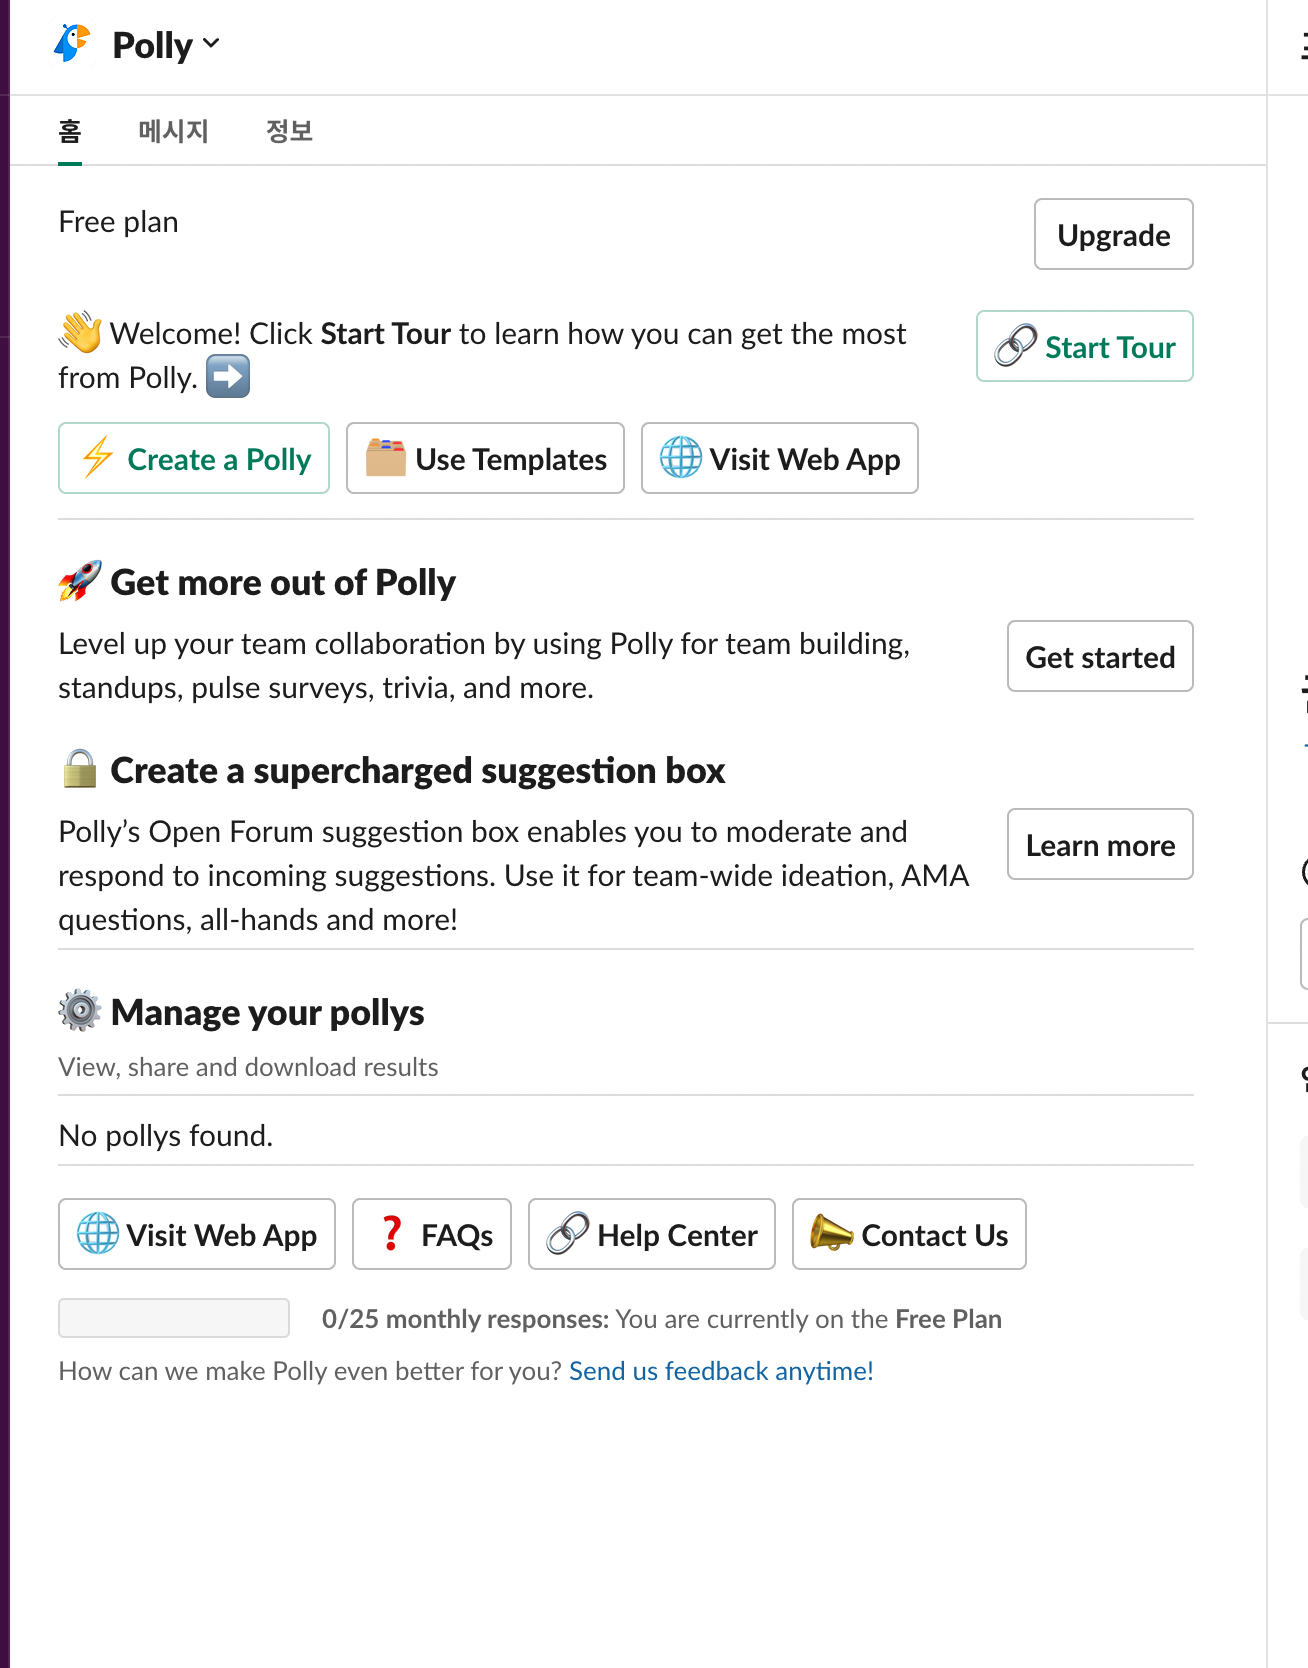 Polly
홈 메시지 정보
Free plan
Upgrade
Welcome! Click Start Tour to learn how you can get the most
from Polly.
Start Tour
Create a Polly
Use Templates
Visit Web App
Get more out of Polly
Level up your team collaboration by using Polly for team building,
standups, pulse surveys, trivia, and more.
Get started
Create a supercharged suggestion box
Polly’s Open Forum suggestion box enables you to moderate and
respond to incoming suggestions. Use it for team-wide ideation, AMA
questions, all-hands and more!
Learn more
Manage your pollys
View, share and download results
No pollys found.
Visit Web App
FAQs
Help Center
Contact Us
0/25 monthly responses: You are currently on the Free Plan
How can we make Polly even better for you? Send us feedback anytime!